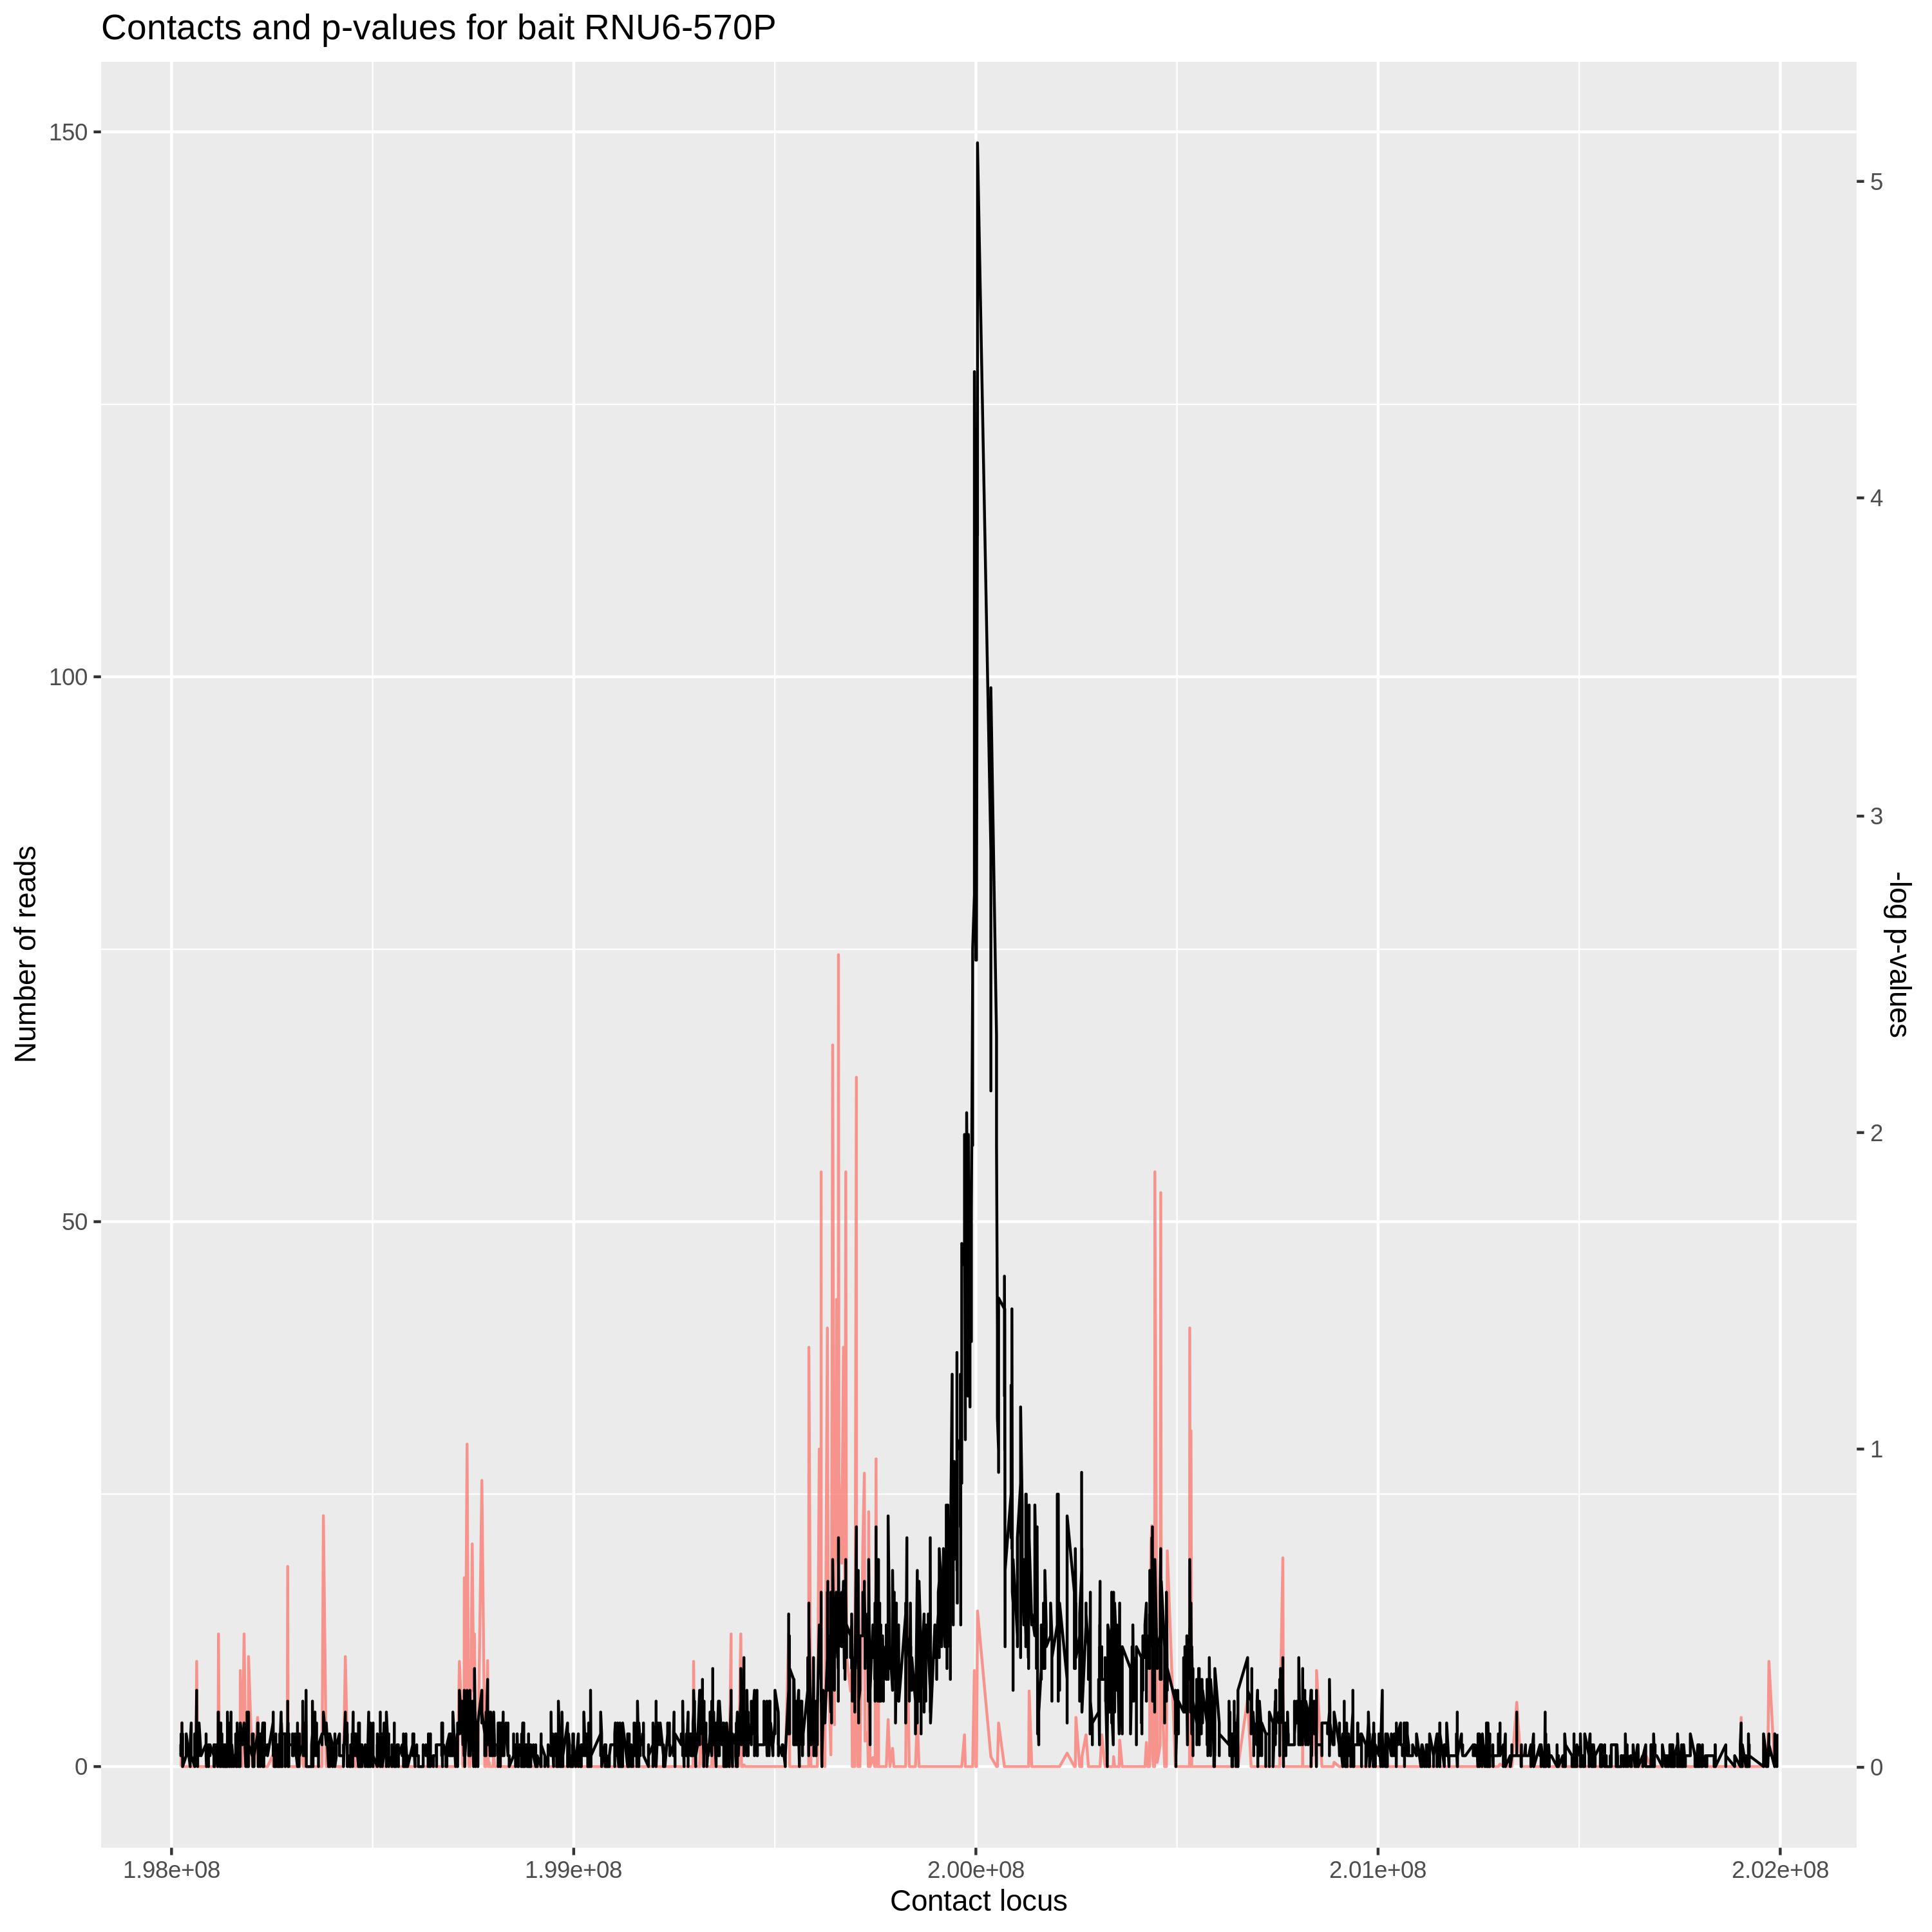 Contacts and p-values for bait RNU6-570P
150
100
50
0
Number of reads
5
4
3
2
1
0
-log p-values
1.98e+08
1.99e+08
2.00e+08
2.01e+08
2.02e+08
Contact locus